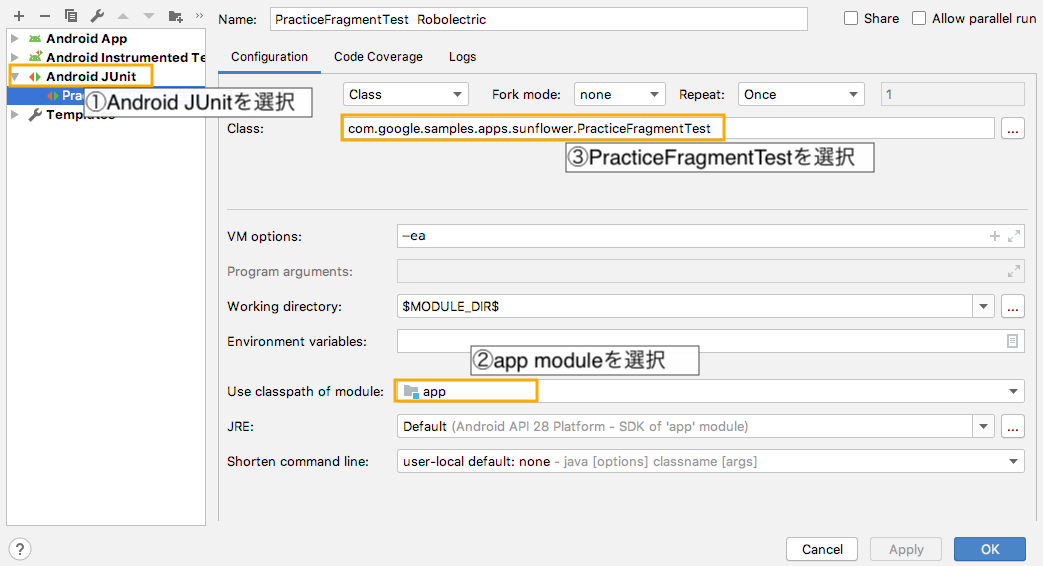 Name: PracticeFragmentTest Robolectric Share Allow parallel run
Android App
Android Instrumented Te
Android JUnit
Pra
①Android JUnitを選択
Templates
Configuration Code Coverage Logs
Class Fork mode: none Repeat: Once 1
Class: com.google.samples.apps.sunflower.PracticeFragmentTest ...
③PracticeFragmentTestを選択
VM options: -ea
Program arguments:
Working directory: $MODULE_DIR$ ...
Environment variables:
②app moduleを選択
Use classpath of module: app
JRE: Default (Android API 28 Platform - SDK of 'app' module) ...
Shorten command line: user-local default: none - java [options] classname [args]
? Cancel Apply OK